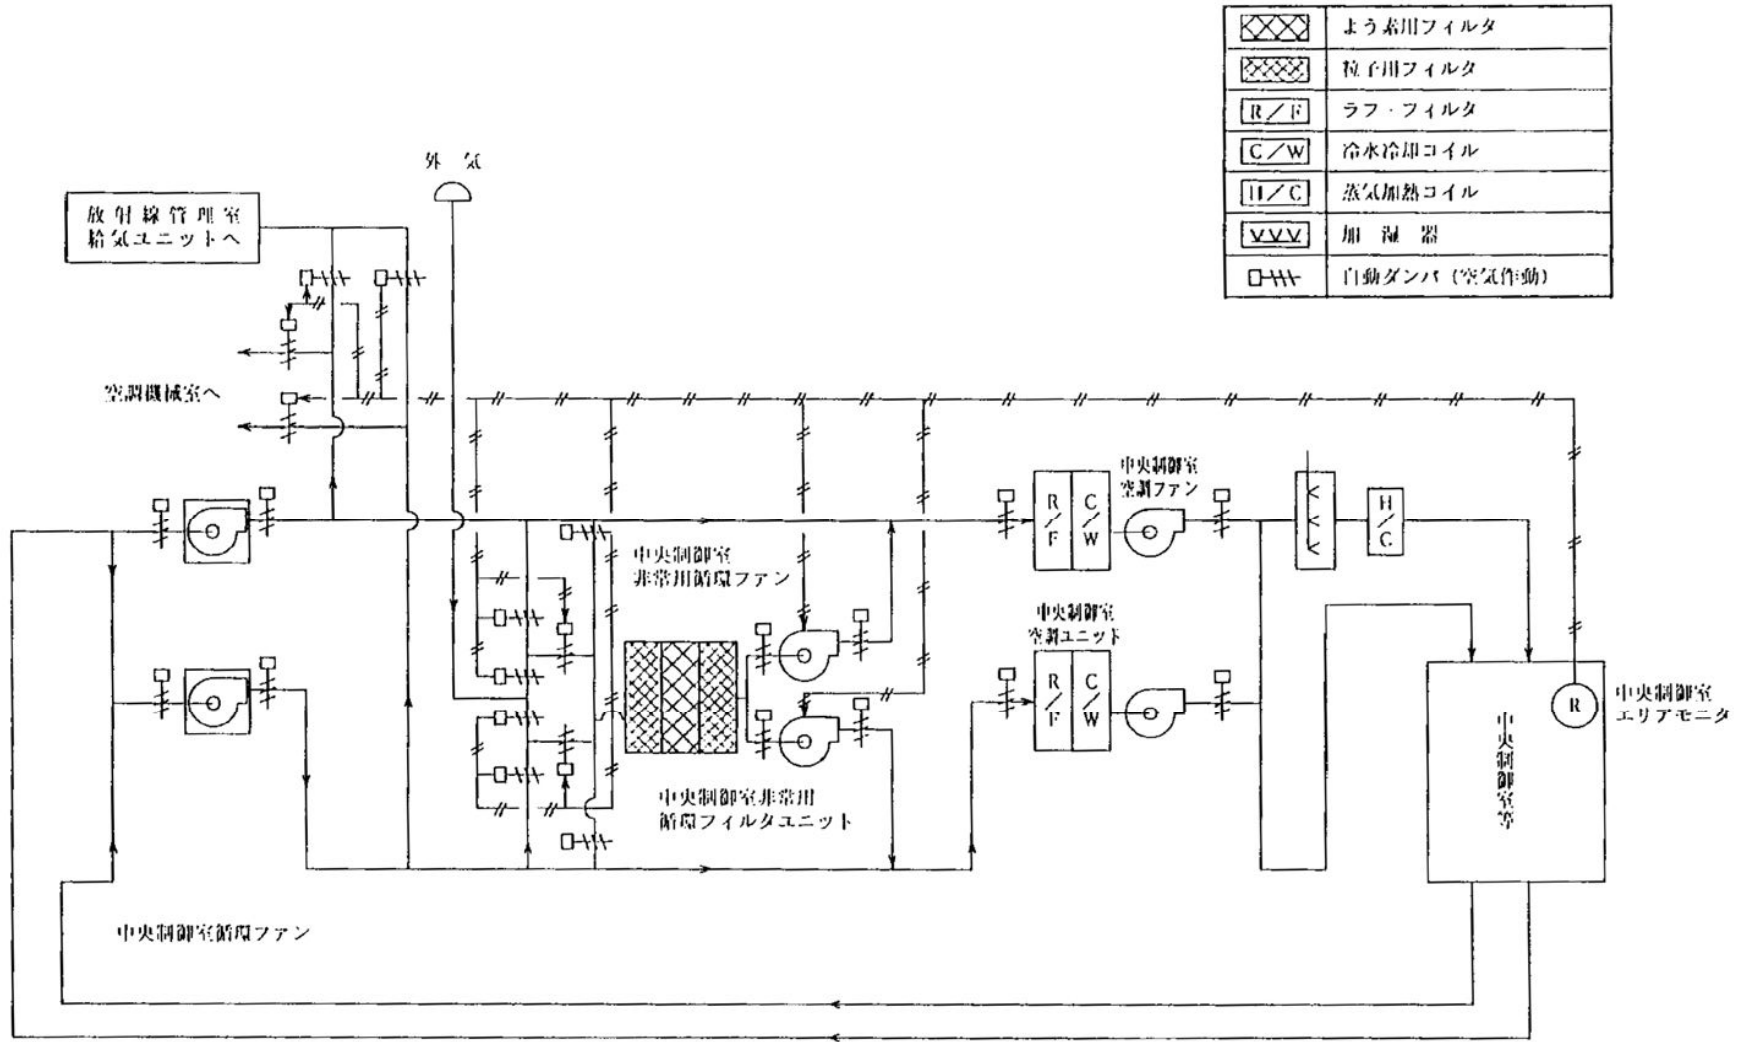 よう素用フィルタ
粒子用フィルタ
R/F ラフ・フィルタ
C/W 冷水冷却コイル
H/C 蒸気加熱コイル
加湿器
自動ダンパ(空気作動)
外気
放射線管理室
給気ユニットへ
空調機械室へ
中央制御室
空調ファン
R/F
C/W
H/C
中央制御室
非常用循環ファン
中央制御室
空調ユニット
R/F
C/W
中央制御室
エリアモニタ
R
中央制御室等
中央制御室非常用
循環フィルタユニット
中央制御室循環ファン